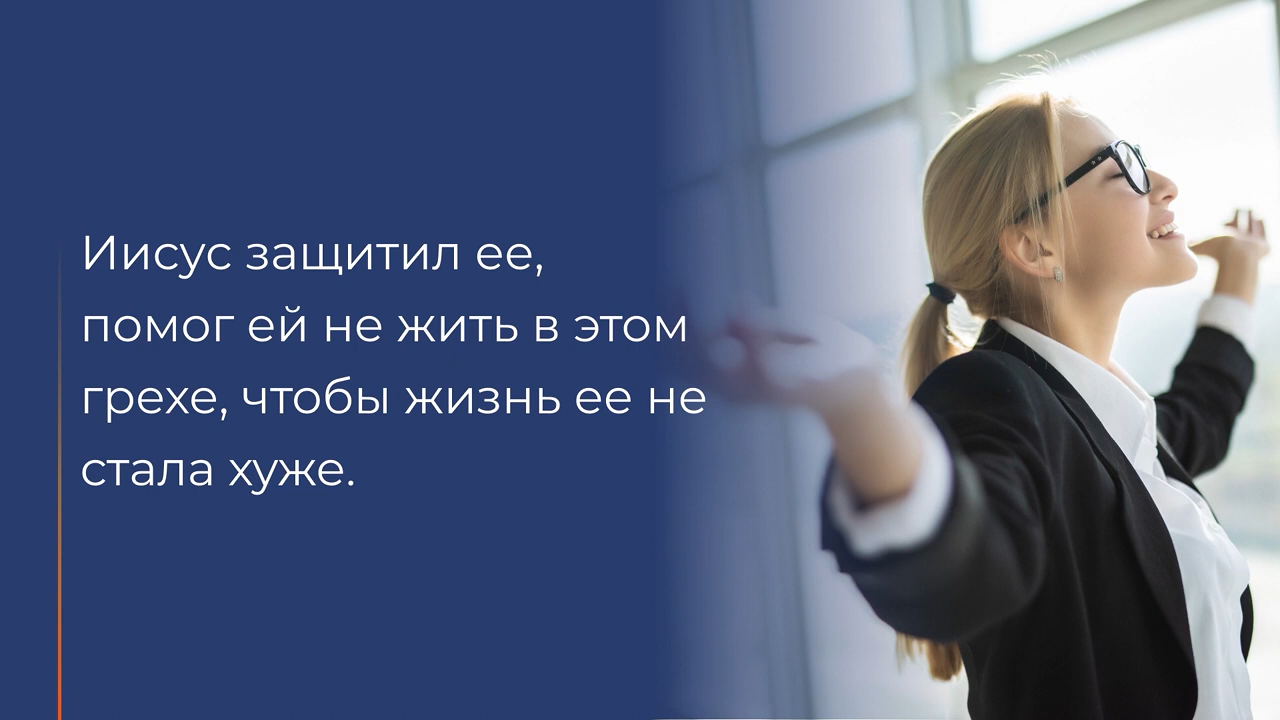 Иисус защитил ее,
помог ей не жить в этом
грехе, чтобы жизнь ее не
стала хуже.